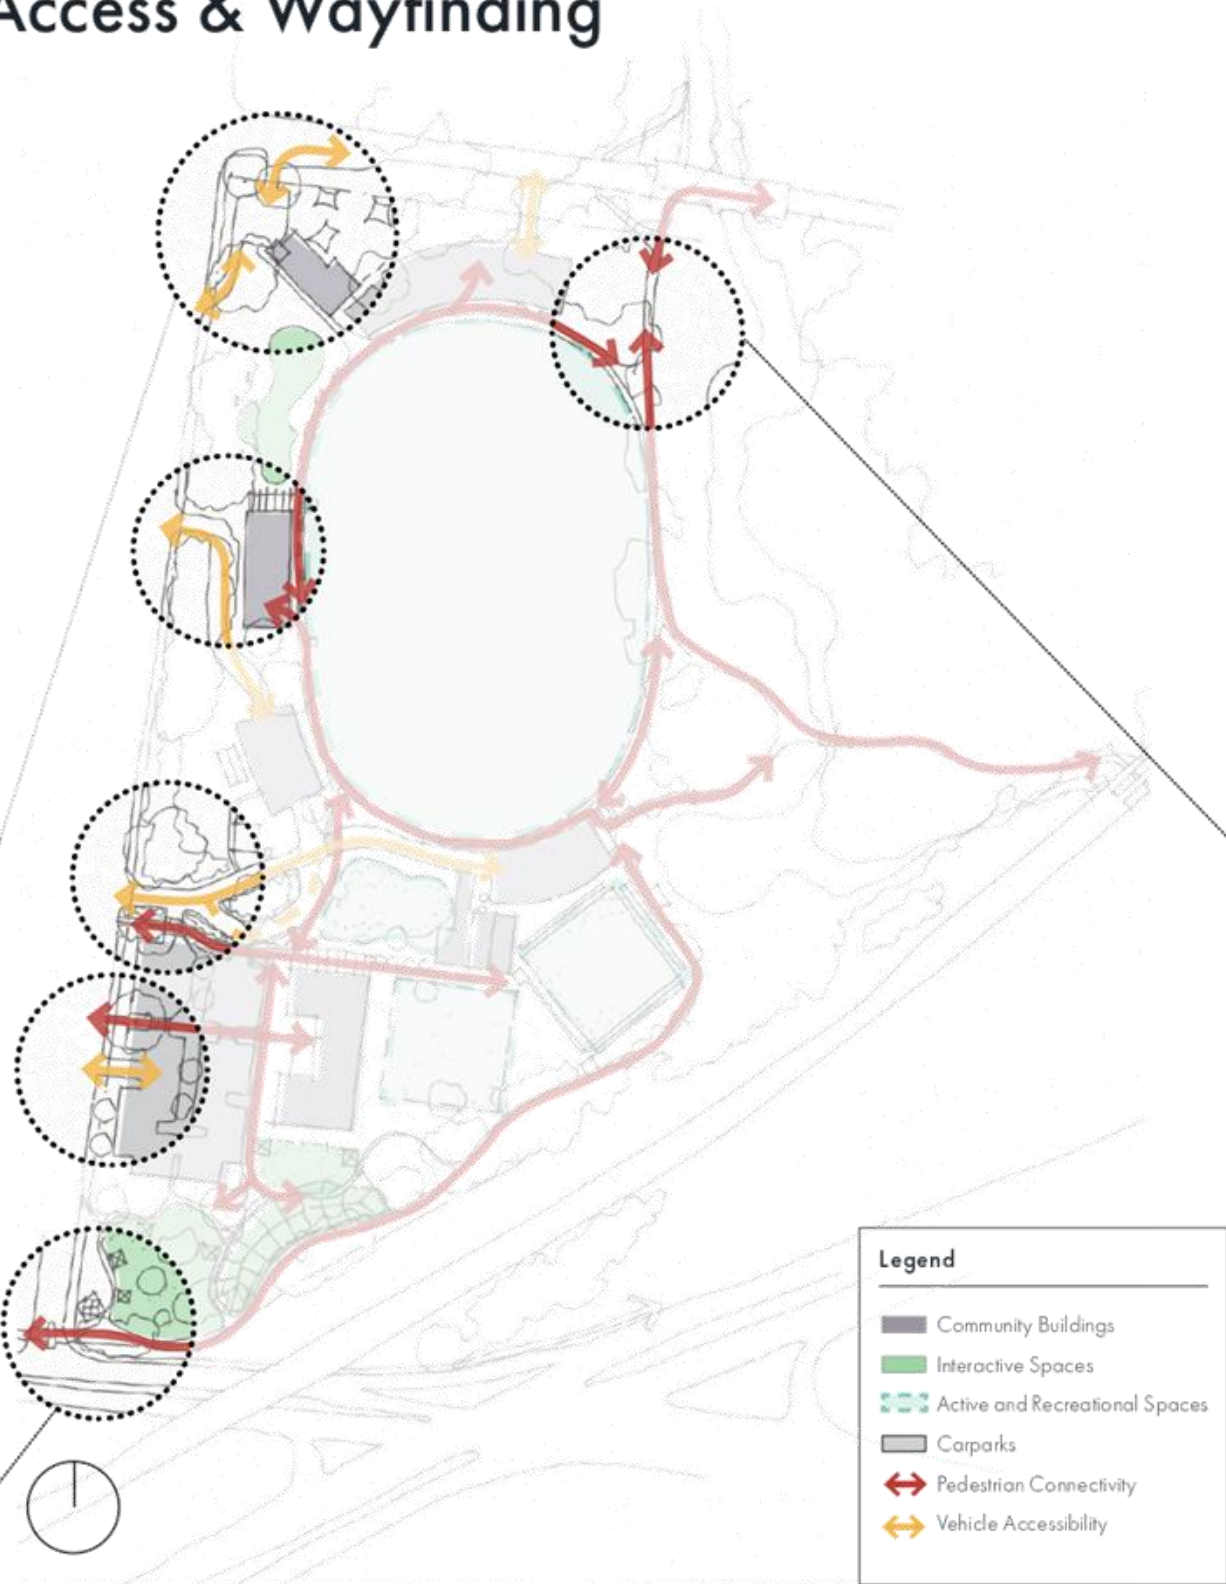 Access & Wayfinding
Legend
Community Buildings
Interactive Spaces
Active and Recreational Spaces
Carparks
Pedestrian Connectivity
Vehicle Accessibility